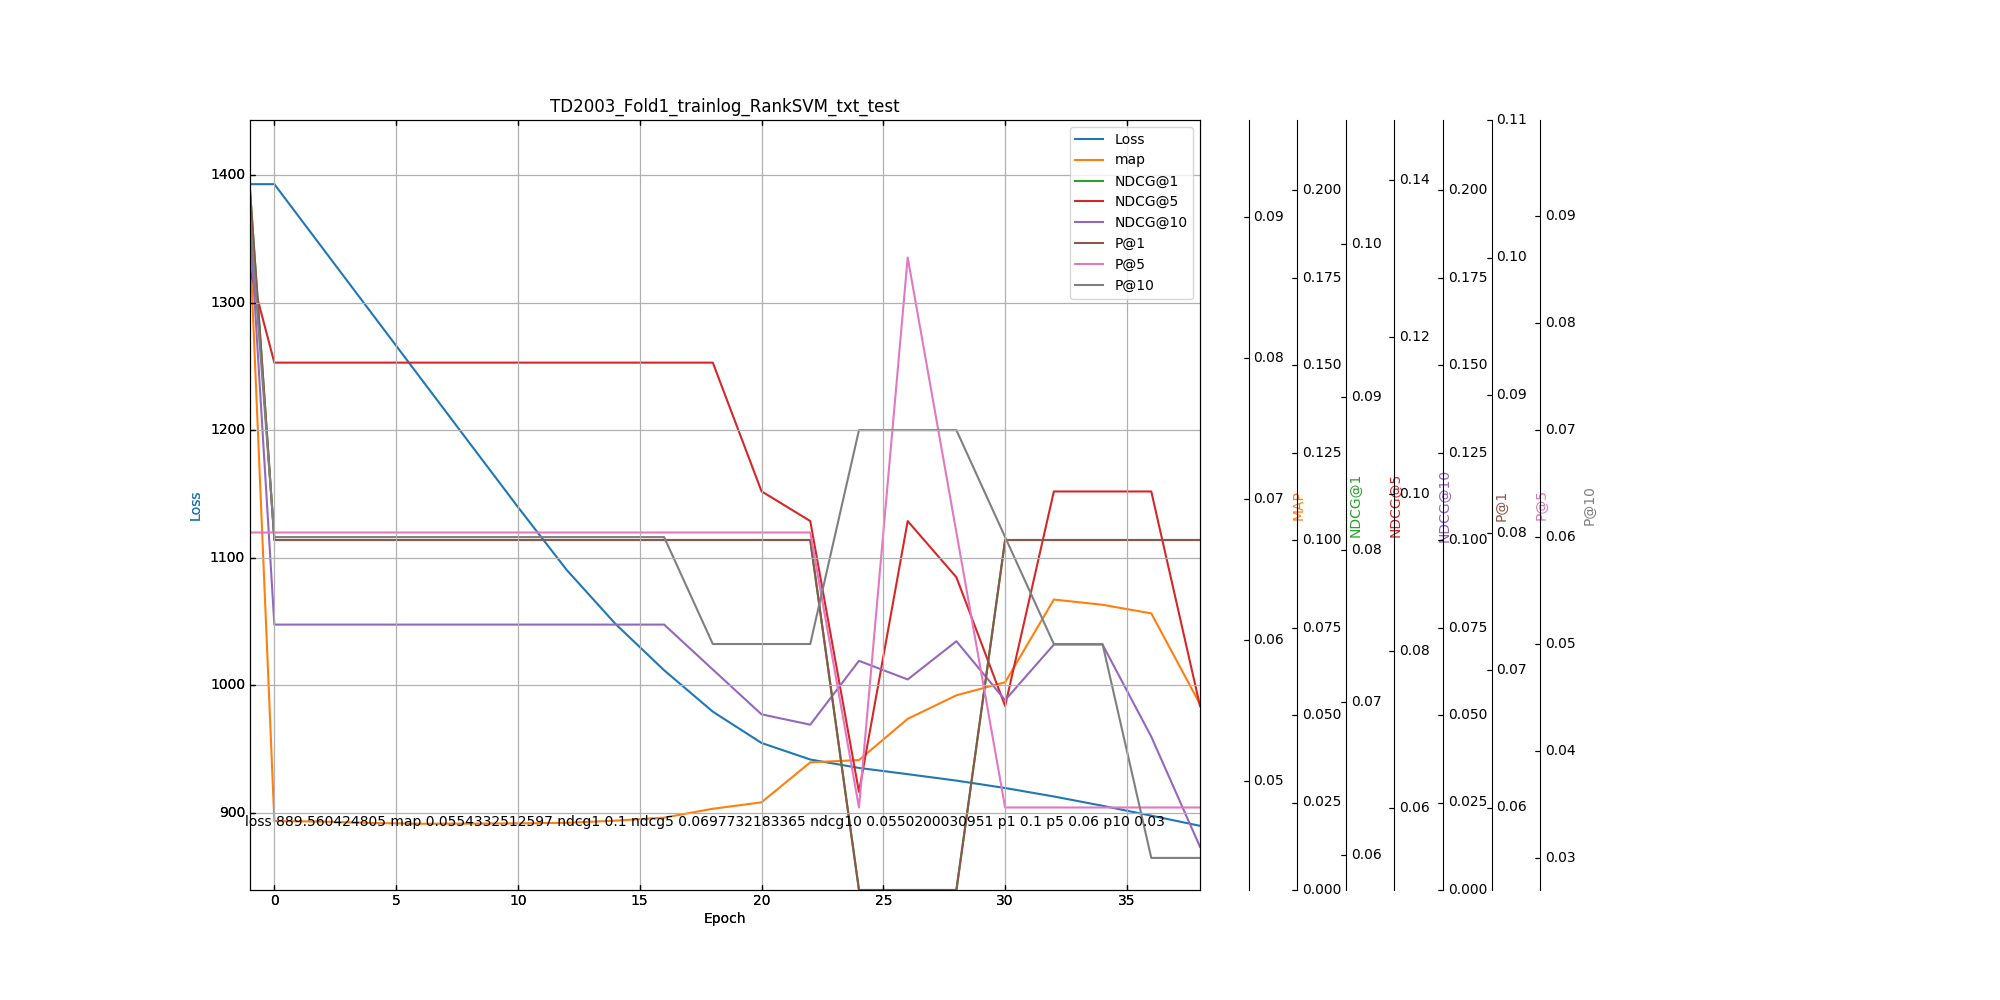 TD2003_Fold1_trainlog_RankSVM_txt_test
Loss
map
NDCG@1
NDCG@5
NDCG@10
P@1
P@5
P@10
1400
1300
1200
1100
1000
900
Loss
loss 889.560424805 map 0.0554332512597 ndcg1 0.1 ndcg5 0.0697732183365 ndcg10 0.0550200030951 p1 0.1 p5 0.06 p10 0.03
0 5 10 15 20 25 30 35
Epoch
0.09
0.08
0.07
0.06
0.05
MAP
0.200
0.175
0.150
0.125
0.100
0.075
0.050
0.025
0.000
NDCG@1
0.10
0.09
0.08
0.07
0.06
NDCG@5
0.14
0.12
0.10
0.08
0.06
NDCG@10
0.200
0.175
0.150
0.125
0.100
0.075
0.050
0.025
0.000
P@1
0.11
0.10
0.09
0.08
0.07
0.06
P@5
0.09
0.08
0.07
0.06
0.05
0.04
0.03
P@10